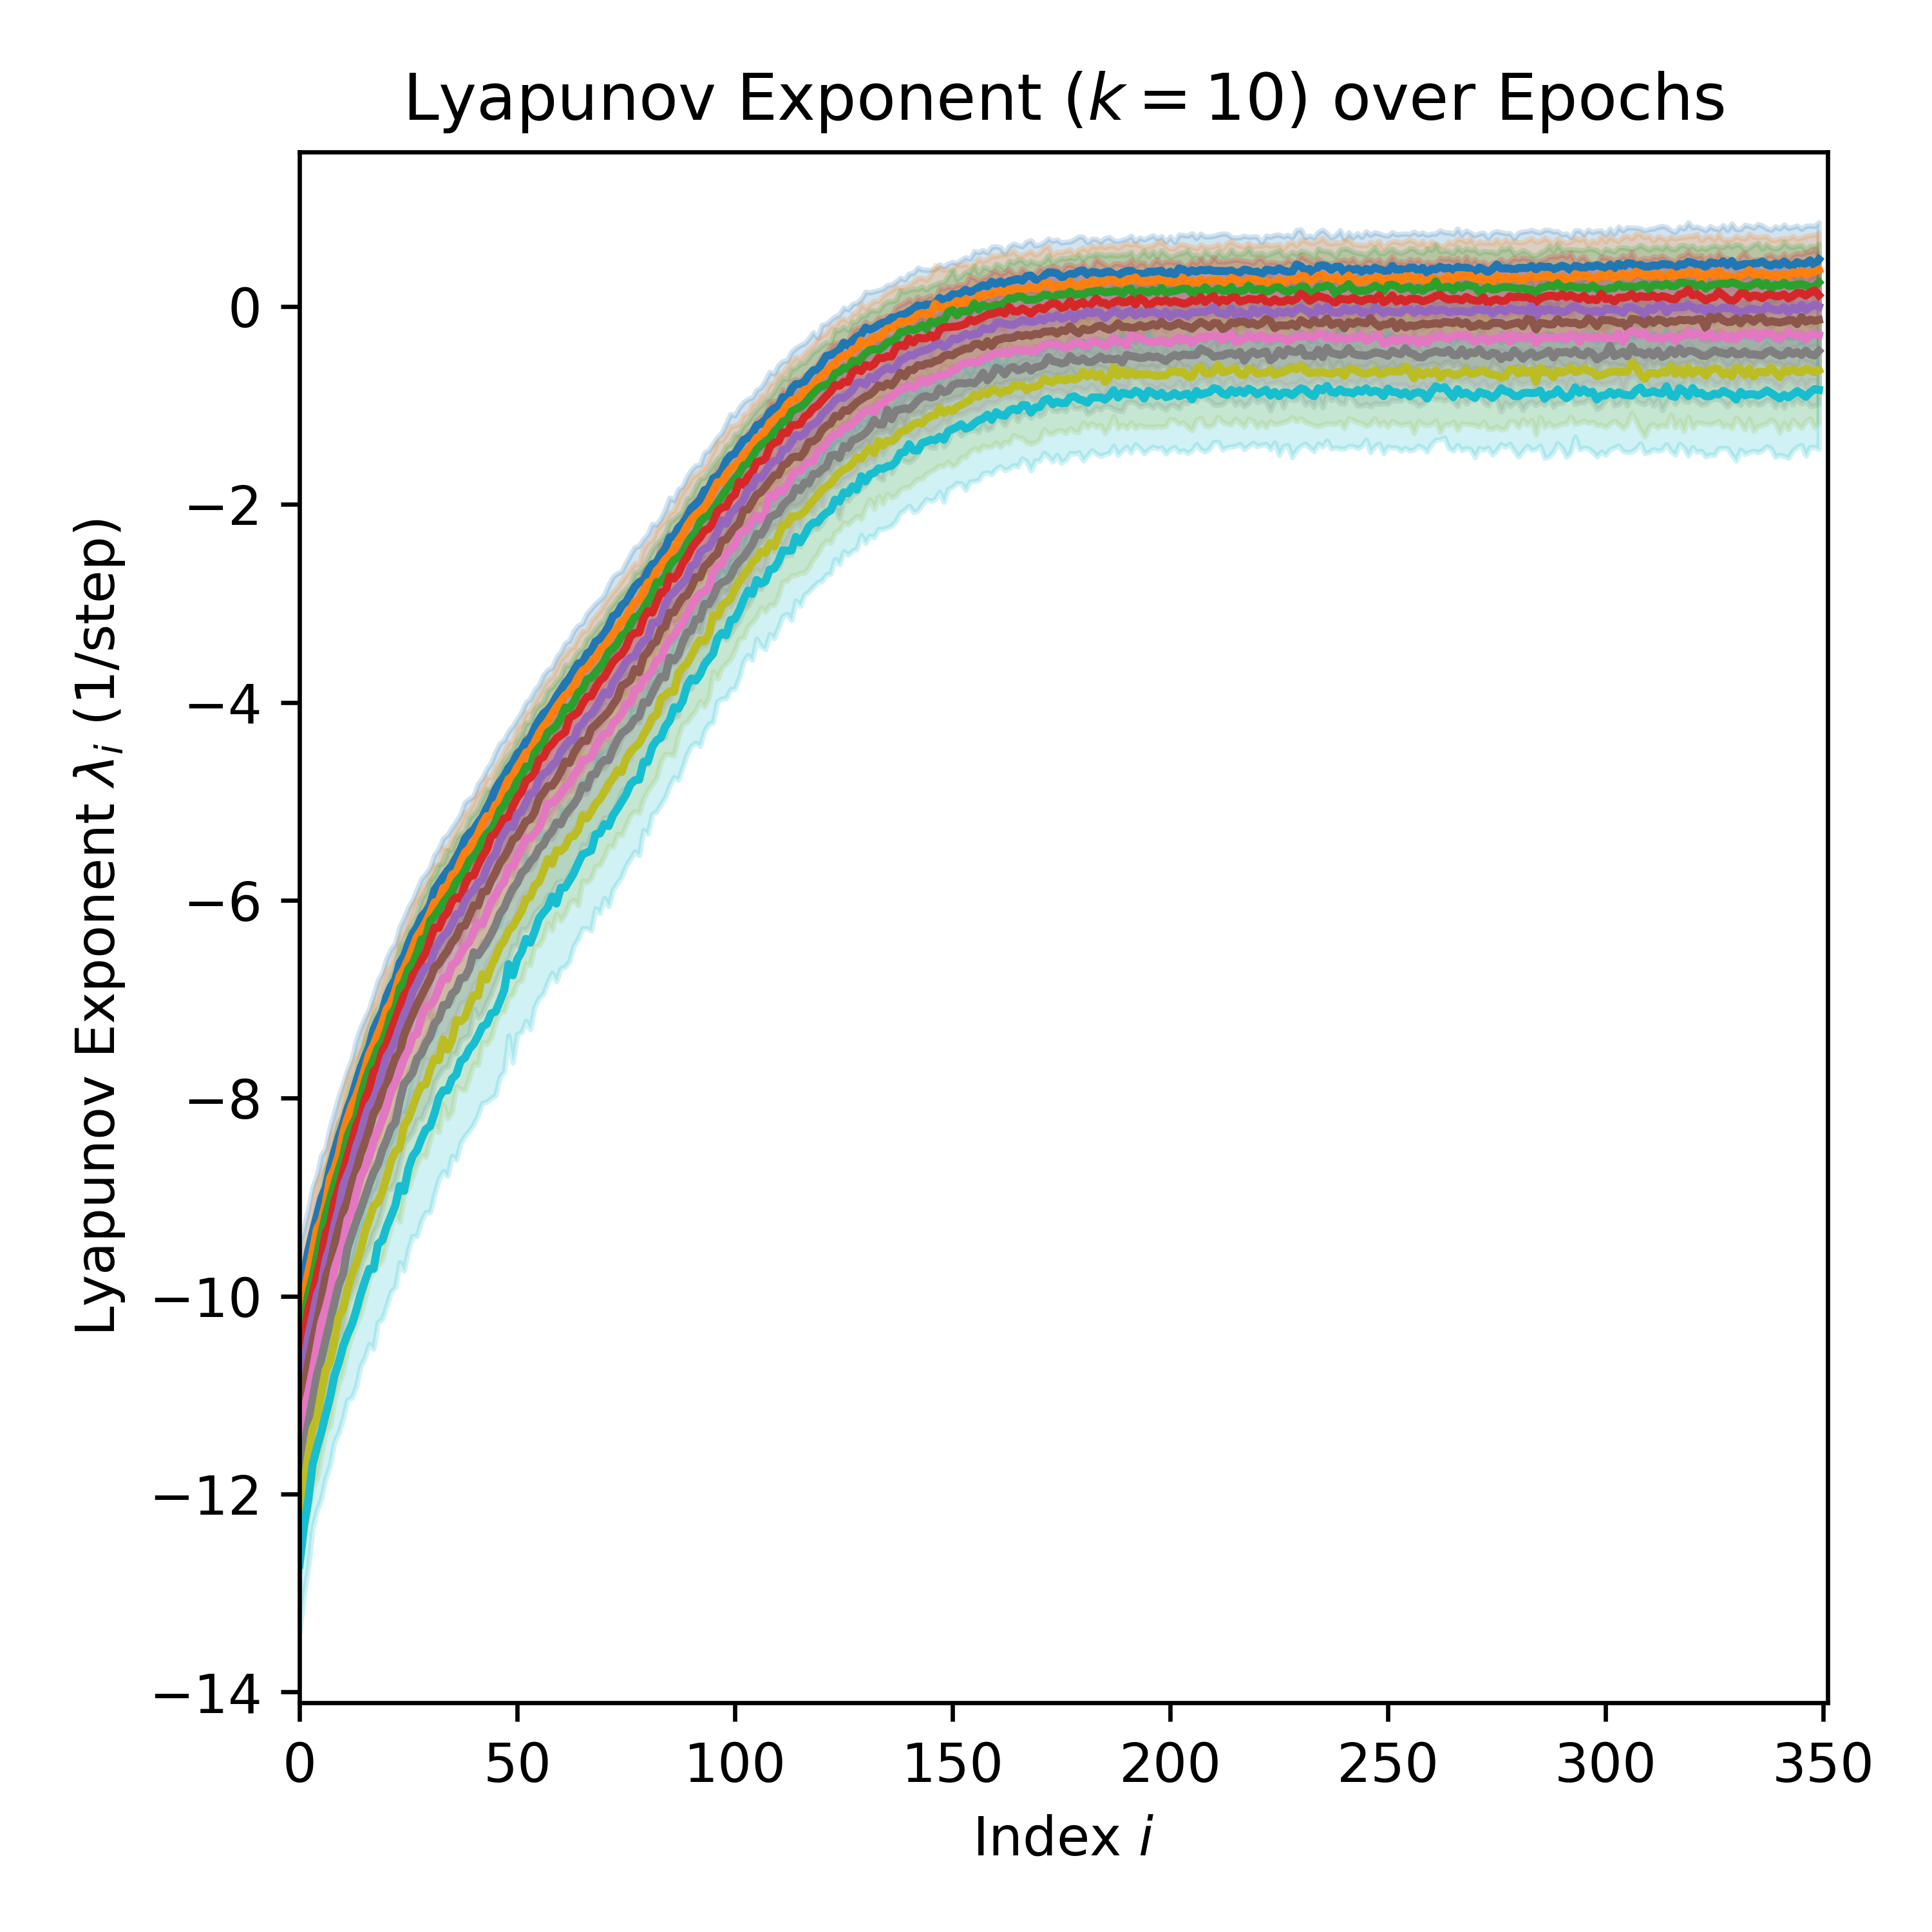 Lyapunov Exponent (k = 10) over Epochs
Lyapunov Exponent λi (1/step)
0
−2
−4
−6
−8
−10
−12
−14
0 50 100 150 200 250 300 350
Index i